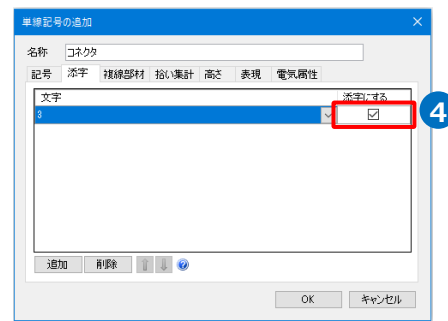 単線記号の追加
名称 コネクタ
記号 添字 複線部材 拾い集計 高さ 表現 電気属性
文字 添字にする
3
4
追加 削除
OK キャンセル